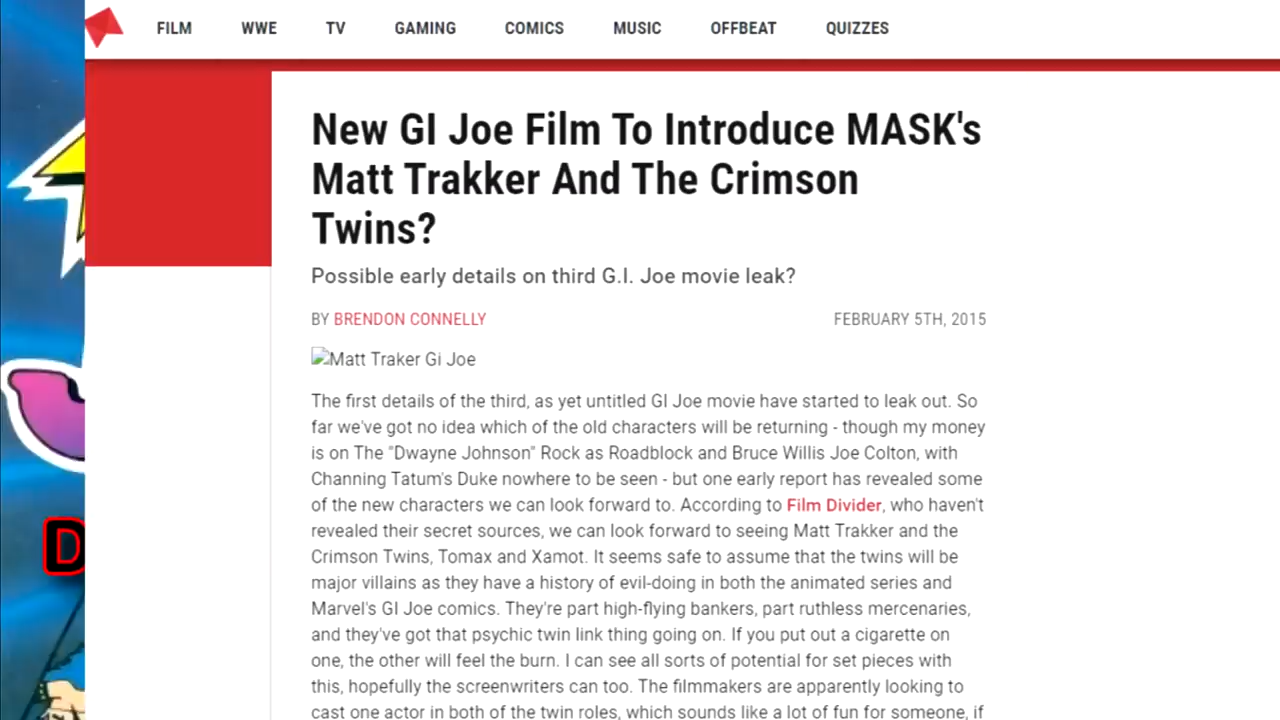 FILM WWE TV GAMING COMICS MUSIC OFFBEAT QUIZZES
New GI Joe Film To Introduce MASK's
Matt Trakker And The Crimson
Twins?
Possible early details on third G.I. Joe movie leak?
BY BRENDON CONNELLY FEBRUARY 5TH, 2015
Matt Traker Gi Joe
The first details of the third, as yet untitled GI Joe movie have started to leak out. So
far we've got no idea which of the old characters will be returning - though my money
is on The "Dwayne Johnson" Rock as Roadblock and Bruce Willis Joe Colton, with
Channing Tatum's Duke nowhere to be seen - but one early report has revealed some
of the new characters we can look forward to. According to Film Divider, who haven't
revealed their secret sources, we can look forward to seeing Matt Trakker and the
Crimson Twins, Tomax and Xamot. It seems safe to assume that the twins will be
major villains as they have a history of evil-doing in both the animated series and
Marvel's GI Joe comics. They're part high-flying bankers, part ruthless mercenaries,
and they've got that psychic twin link thing going on. If you put out a cigarette on
one, the other will feel the burn. I can see all sorts of potential for set pieces with
this, hopefully the screenwriters can too. The filmmakers are apparently looking to
cast one actor in both of the twin roles, which sounds like a lot of fun for someone, if
D